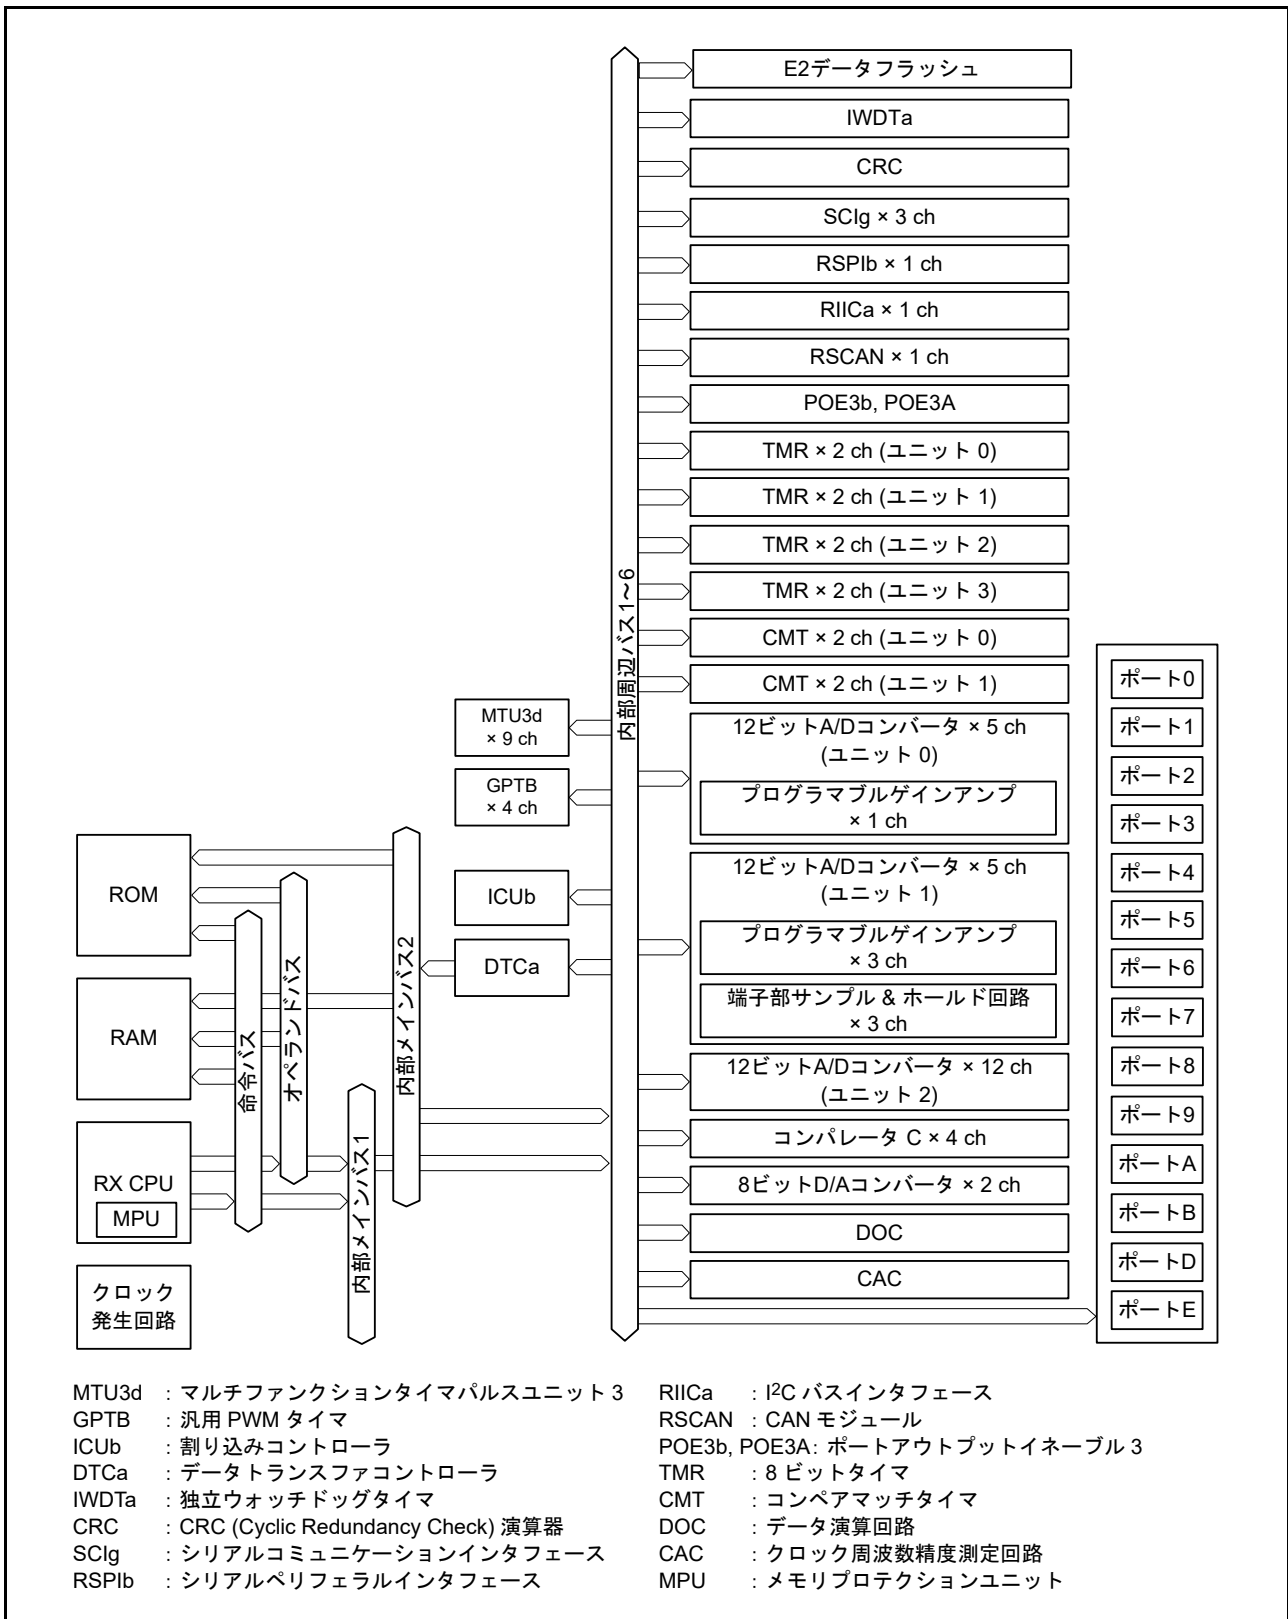 E2データフラッシュ
IWDTa
CRC
SCIg × 3 ch
RSPIb × 1 ch
RIICa × 1 ch
RSCAN × 1 ch
POE3b, POE3A
TMR × 2 ch (ユニット 0)
TMR × 2 ch (ユニット 1)
TMR × 2 ch (ユニット 2)
TMR × 2 ch (ユニット 3)
CMT × 2 ch (ユニット 0)
CMT × 2 ch (ユニット 1)
12ビットA/Dコンバータ × 5 ch
(ユニット 0)
プログラマブルゲインアンプ
× 1 ch
12ビットA/Dコンバータ × 5 ch
(ユニット 1)
プログラマブルゲインアンプ
× 3 ch
端子部サンプル & ホールド回路
× 3 ch
12ビットA/Dコンバータ × 12 ch
(ユニット 2)
コンパレータ C × 4 ch
8ビットD/Aコンバータ × 2 ch
DOC
CAC
内部周辺バス1～6
MTU3d
× 9 ch
GPTB
× 4 ch
ICUb
DTCa
ROM
RAM
RX CPU
MPU
クロック
発生回路
命令バス
オペランドバス
内部メインバス1
内部メインバス2
ポート0
ポート1
ポート2
ポート3
ポート4
ポート5
ポート6
ポート7
ポート8
ポート9
ポートA
ポートB
ポートD
ポートE
MTU3d : マルチファンクションタイマパルスユニット 3
GPTB : 汎用 PWM タイマ
ICUb : 割り込みコントローラ
DTCa : データトランスファコントローラ
IWDTa : 独立ウォッチドッグタイマ
CRC : CRC (Cyclic Redundancy Check) 演算器
SCIg : シリアルコミュニケーションインタフェース
RSPIb : シリアルペリフェラルインタフェース
RIICa : I2C バスインタフェース
RSCAN : CAN モジュール
POE3b, POE3A: ポートアウトプットイネーブル 3
TMR : 8 ビットタイマ
CMT : コンペアマッチタイマ
DOC : データ演算回路
CAC : クロック周波数精度測定回路
MPU : メモリプロテクションユニット